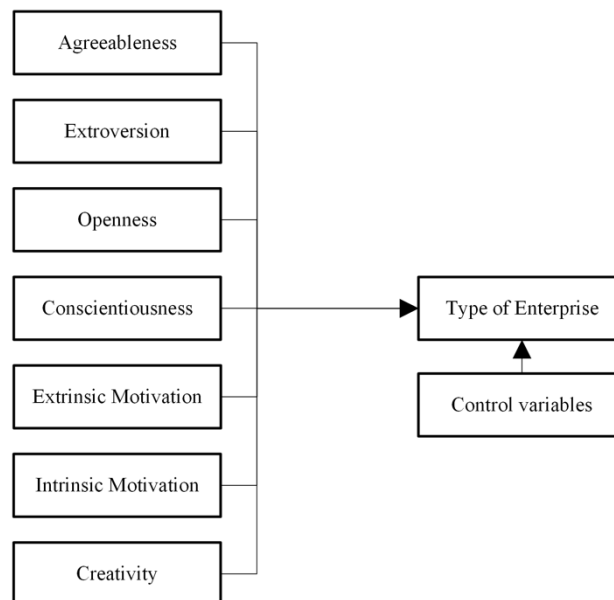 Agreeableness
Extroversion
Openness
Conscientiousness
Type of Enterprise
Extrinsic Motivation
Control variables
Intrinsic Motivation
Creativity